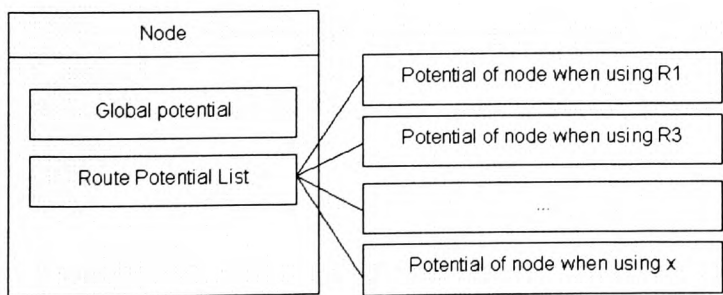 Node
Global potential
Route Potential List
Potential of node when using R1
Potential of node when using R3
...
Potential of node when using x